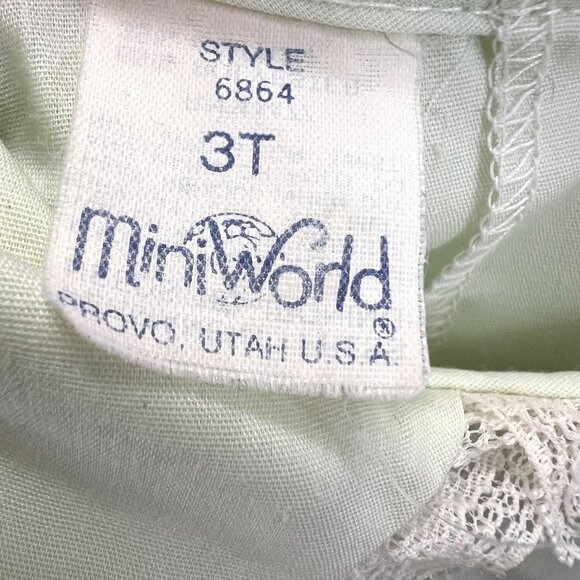 STYLE
6864
3T
miniWorld ®
PROVO, UTAH U.S.A.